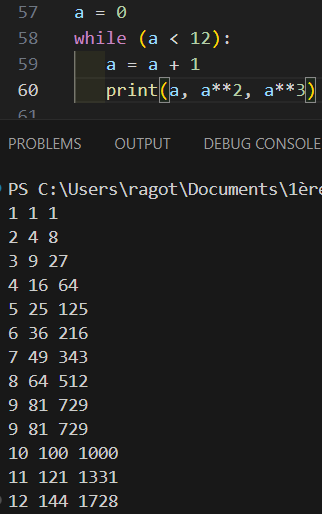 57 a = 0
58 while (a < 12):
59 a = a + 1
60 print(a, a**2, a**3)
61
PROBLEMS OUTPUT DEBUG CONSOLE
PS C:\Users\ragot\Documents\1ère
1 1 1
2 4 8
3 9 27
4 16 64
5 25 125
6 36 216
7 49 343
8 64 512
9 81 729
9 81 729
10 100 1000
11 121 1331
12 144 1728